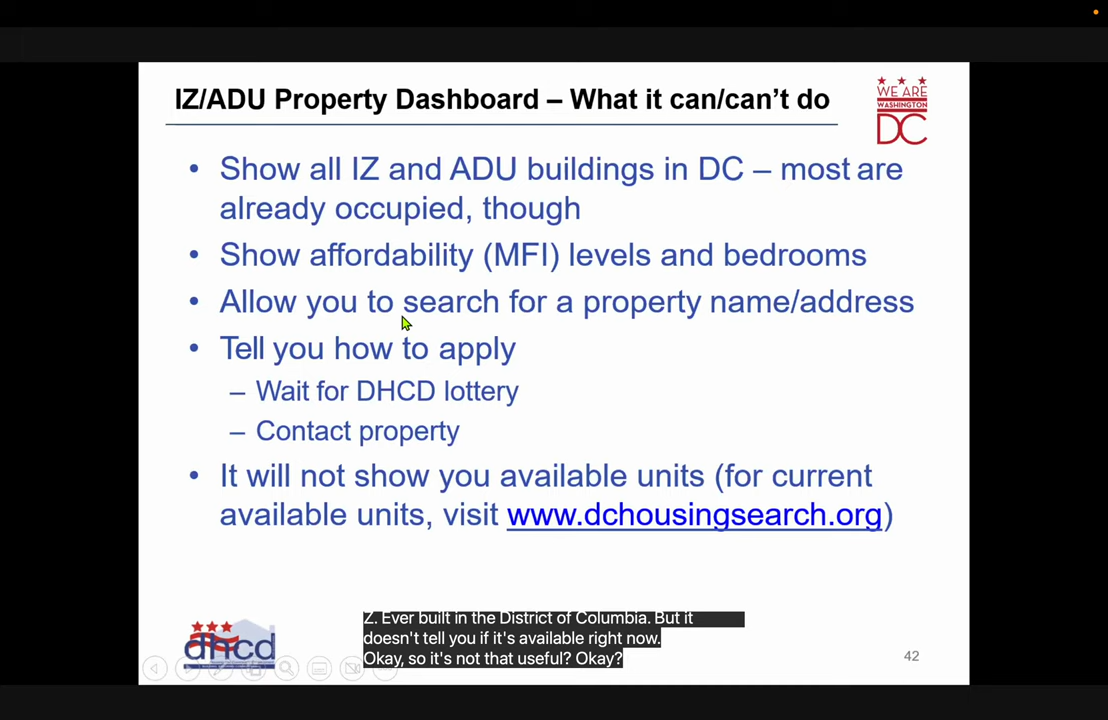 IZ/ADU Property Dashboard – What it can/can't do
WE ARE
WASHINGTON
DC
• Show all IZ and ADU buildings in DC – most are
already occupied, though
• Show affordability (MFI) levels and bedrooms
• Allow you to search for a property name/address
• Tell you how to apply
– Wait for DHCD lottery
– Contact property
• It will not show you available units (for current
available units, visit www.dchousingsearch.org)
Z. Ever built in the District of Columbia. But it
doesn't tell you if it's available right now.
Okay, so it's not that useful? Okay?
dhcd
42